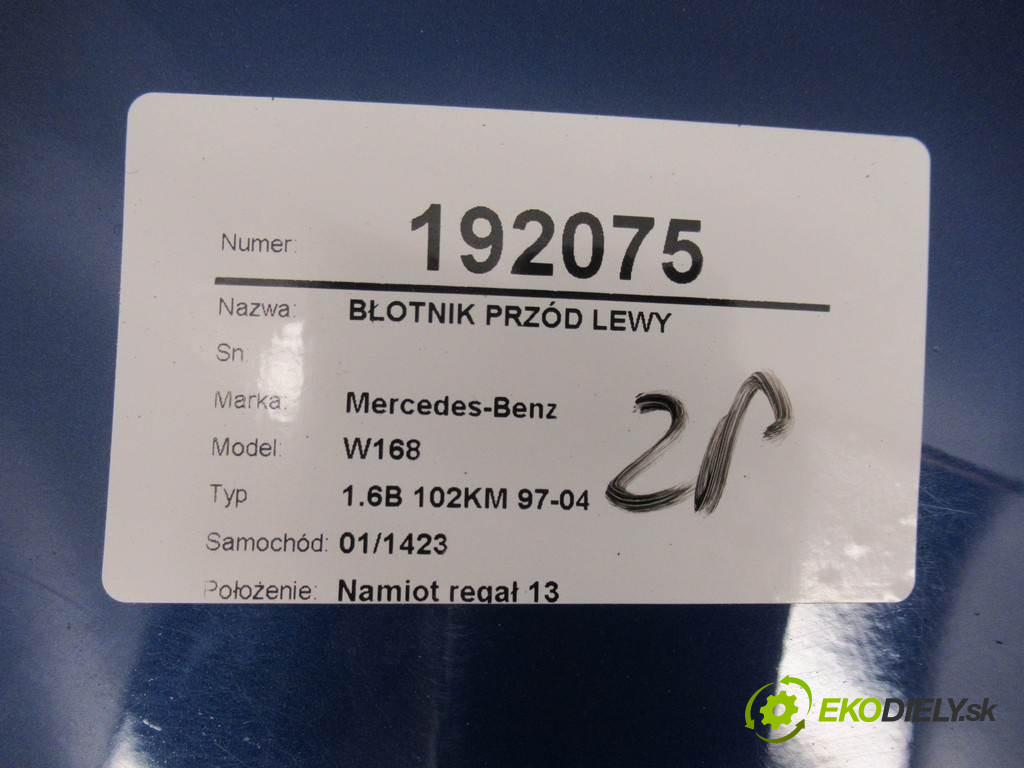 Numer: 192075
Nazwa: BŁOTNIK PRZÓD LEWY
Sn:
Marka: Mercedes-Benz
Model: W168
Typ 1.6B 102KM 97-04
Samochód: 01/1423
Położenie: Namiot regał 13
EKODIELY.sk